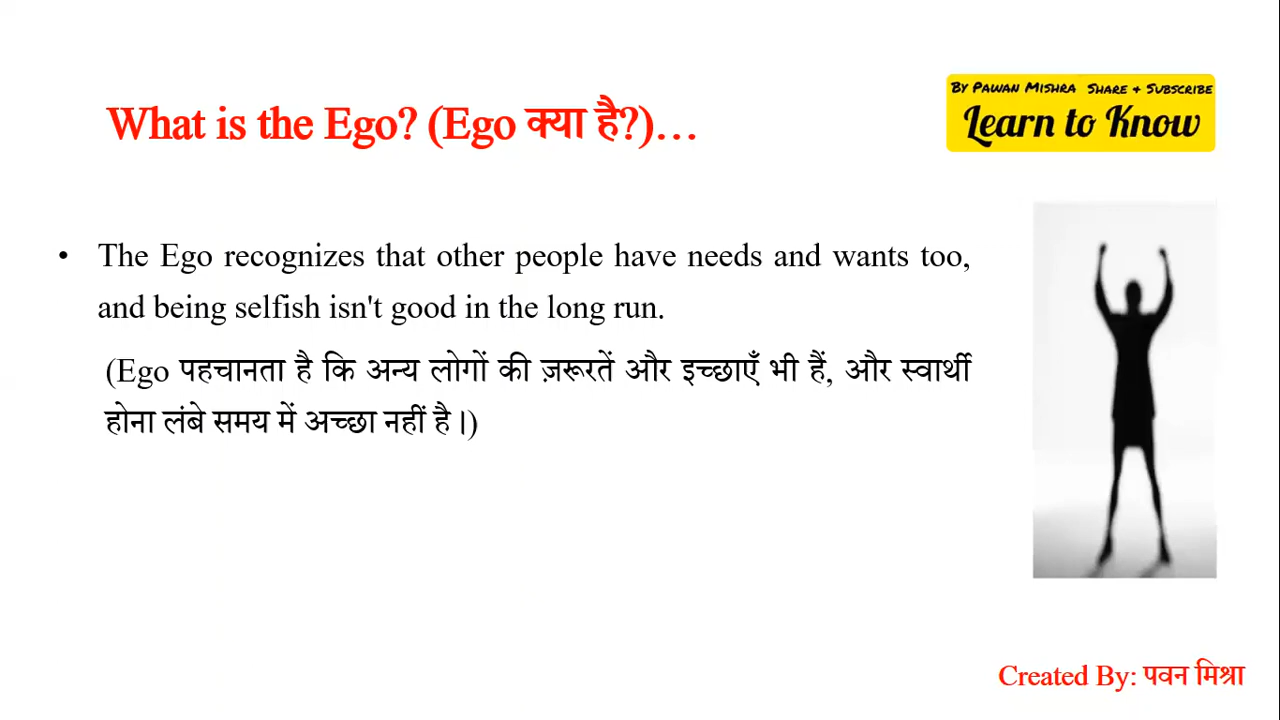 By Pawan Mishra Share + Subscribe
Learn to Know
What is the Ego? (Ego क्या है?)…
• The Ego recognizes that other people have needs and wants too,
and being selfish isn't good in the long run.
(Ego पहचानता है कि अन्य लोगों की ज़रूरतें और इच्छाएँ भी हैं, और स्वार्थी
होना लंबे समय में अच्छा नहीं है।)
Created By: पवन मिश्रा